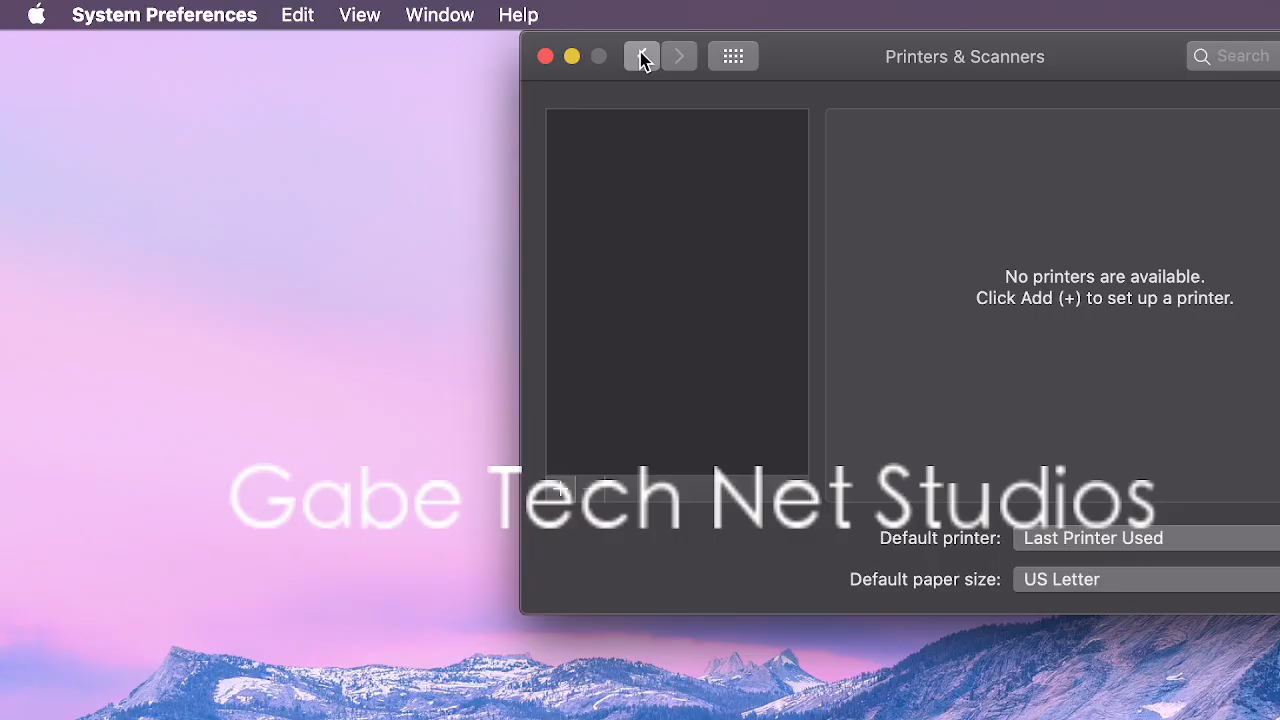 System Preferences Edit View Window Help
Printers & Scanners
Search
No printers are available.
Click Add (+) to set up a printer.
Gabe Tech Net Studios
Default printer: Last Printer Used
Default paper size: US Letter